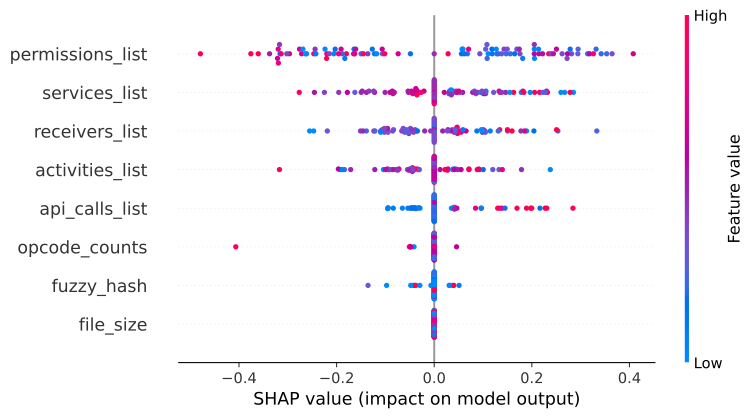 High
permissions_list
services_list
receivers_list
activities_list
api_calls_list
opcode_counts
fuzzy_hash
file_size
Feature value
Low
−0.4 −0.2 0.0 0.2 0.4
SHAP value (impact on model output)